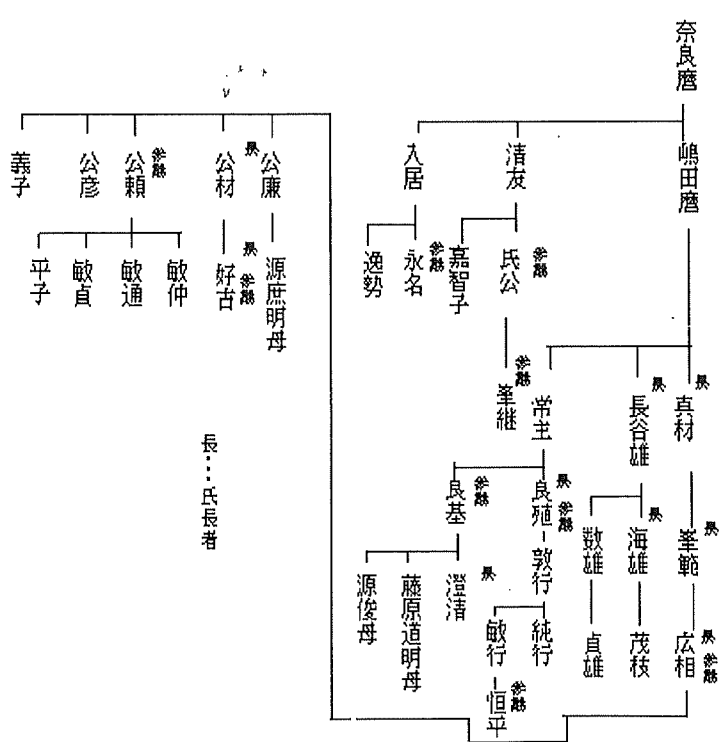 奈良麿
嶋田麿
清友
入居
氏公
参議
嘉智子
永名
参議
逸勢
真材
長
長谷雄
長
常主
峯継
参議
峯範
長
海雄
長
数雄
良殖
長 参議
良基
参議
広相
長 参議
茂枝
貞雄
敦行
澄清
長
藤原道明母
源俊母
純行
敏行
恒平
参議
公廉
公材
長
公頼
参議
公彦
義子
源庶明母
好古
長 参議
敏仲
敏通
敏貞
平子
長…氏長者